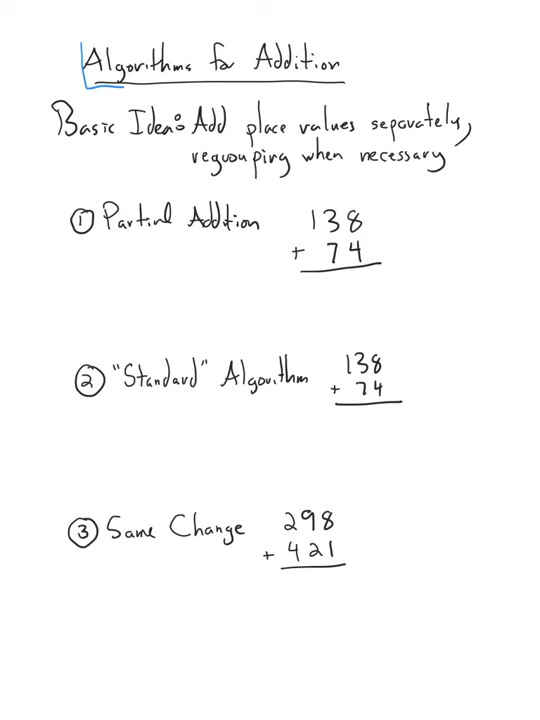 Algorithms for Addition
Basic Idea: Add place values separately,
regrouping when necessary
① Partial Addition 138
+ 74
② "Standard" Algorithm 138
+ 74
③ Same Change 298
+ 421